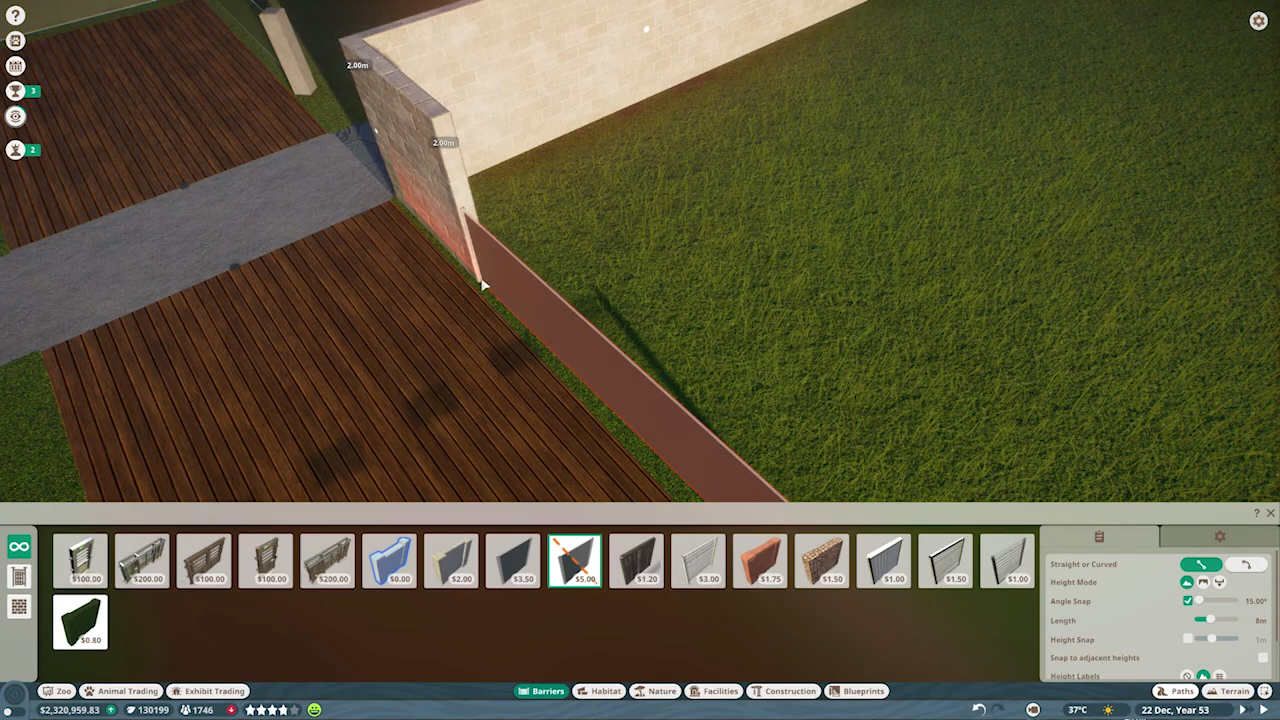 ?
3
2
2.00m
2.00m
?
$100.00
$200.00
$100.00
$100.00
$200.00
$0.00
$2.00
$3.50
$5.00
$1.20
$3.00
$1.75
$1.50
$1.00
$1.50
$1.00
$0.80
Straight or Curved
Height Mode
Angle Snap 15.00°
Length 8m
Height Snap 1m
Snap to adjacent heights
Height Labels
Zoo Animal Trading Exhibit Trading Barriers Habitat Nature Facilities Construction Blueprints Paths Terrain
$2,320,959.83 130199 1746 37°C 22 Dec, Year 53